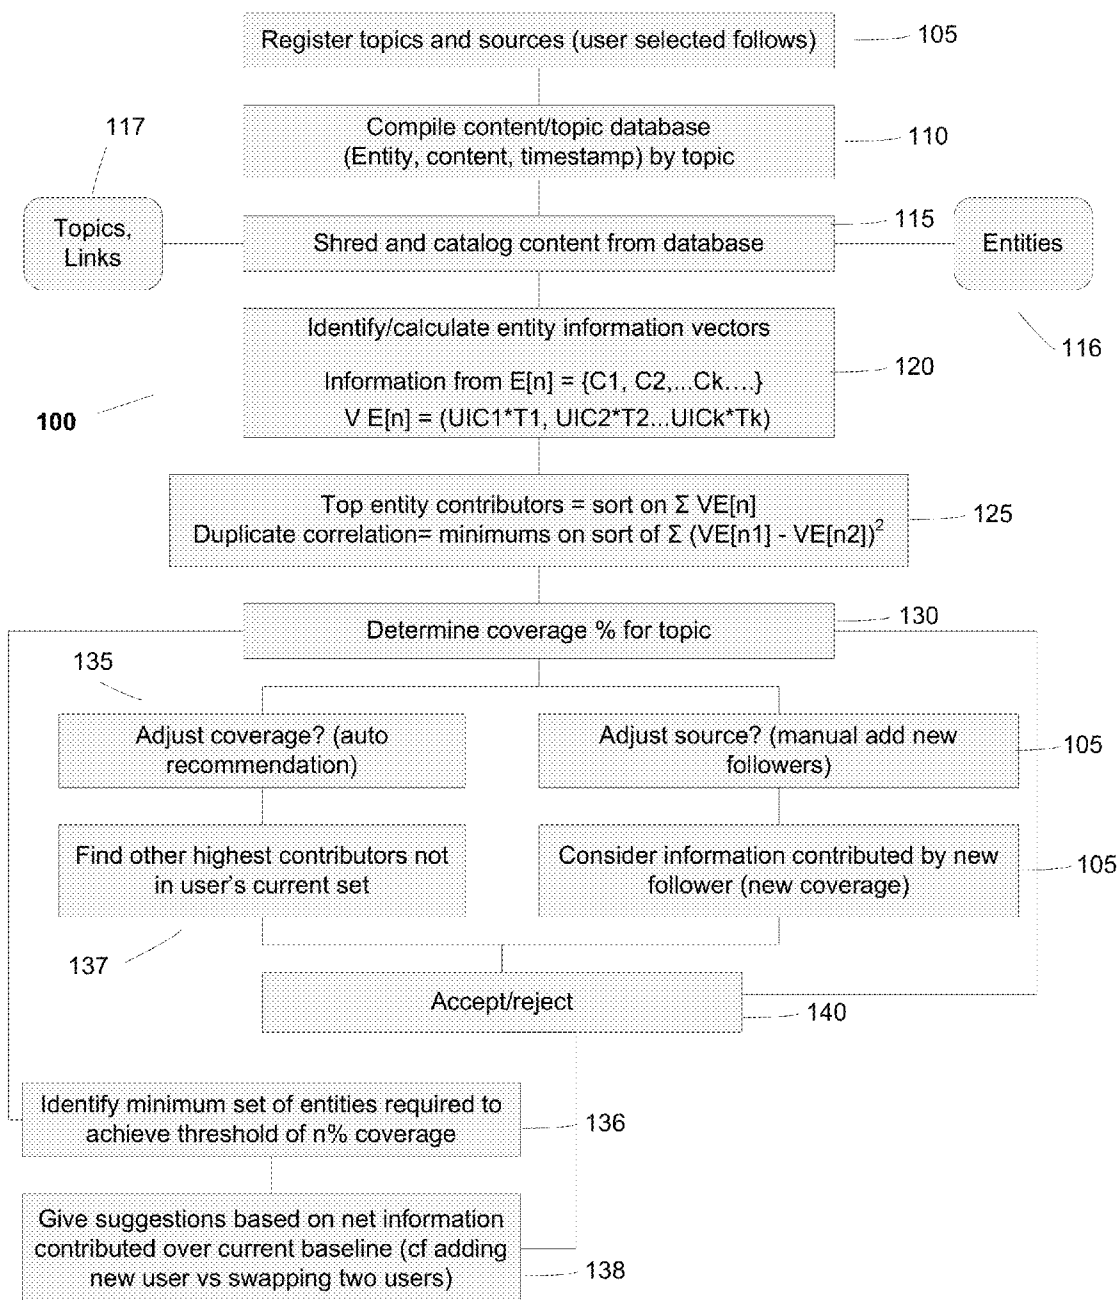 Register topics and sources (user selected follows)
105
Compile content/topic database
(Entity, content, timestamp) by topic
110
117
Topics,
Links
Shred and catalog content from database
115
Entities
116
Identify/calculate entity information vectors
Information from E[n] = {C1, C2,...Ck....}
V E[n] = (UIC1*T1, UIC2*T2...UICk*Tk)
120
100
Top entity contributors = sort on Σ VE[n]
Duplicate correlation= minimums on sort of Σ (VE[n1] - VE[n2])²
125
Determine coverage % for topic
130
135
Adjust coverage? (auto
recommendation)
Adjust source? (manual add new
followers)
105
Find other highest contributors not
in user's current set
137
Consider information contributed by new
follower (new coverage)
105
Accept/reject
140
Identify minimum set of entities required to
achieve threshold of n% coverage
136
Give suggestions based on net information
contributed over current baseline (cf adding
new user vs swapping two users)
138